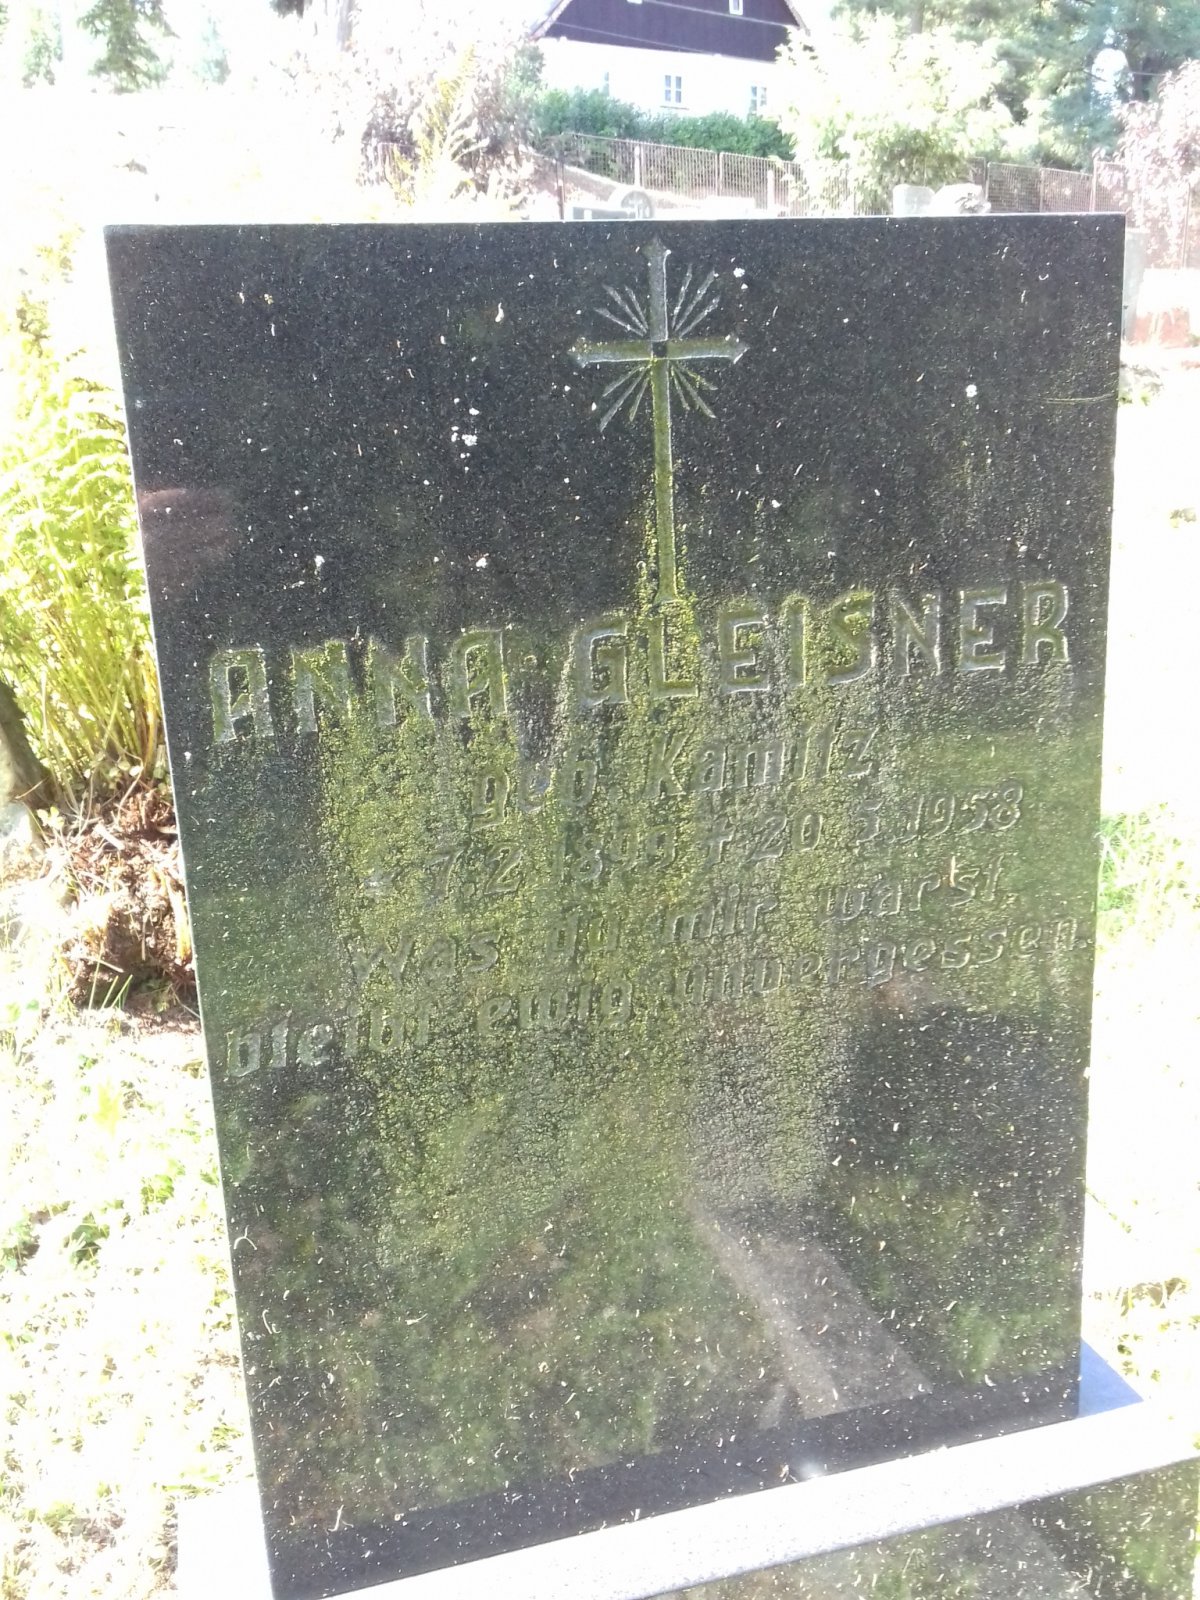 ANNA GLEISNER
geb Kamitz
* 7.2.1899 † 20.5.1958
Was du mir warst
bleibt ewig unvergessen.